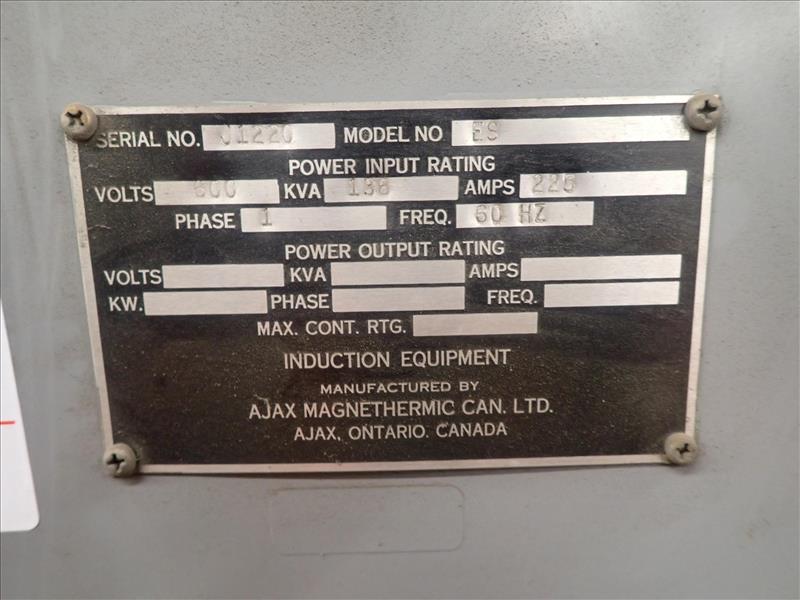 SERIAL NO. J1220 MODEL NO ES
POWER INPUT RATING
VOLTS 600 KVA 136 AMPS 226
PHASE 1 FREQ. 60 HZ
POWER OUTPUT RATING
VOLTS KVA AMPS
KW. PHASE FREQ.
MAX. CONT. RTG.
INDUCTION EQUIPMENT
MANUFACTURED BY
AJAX MAGNETHERMIC CAN. LTD.
AJAX, ONTARIO. CANADA